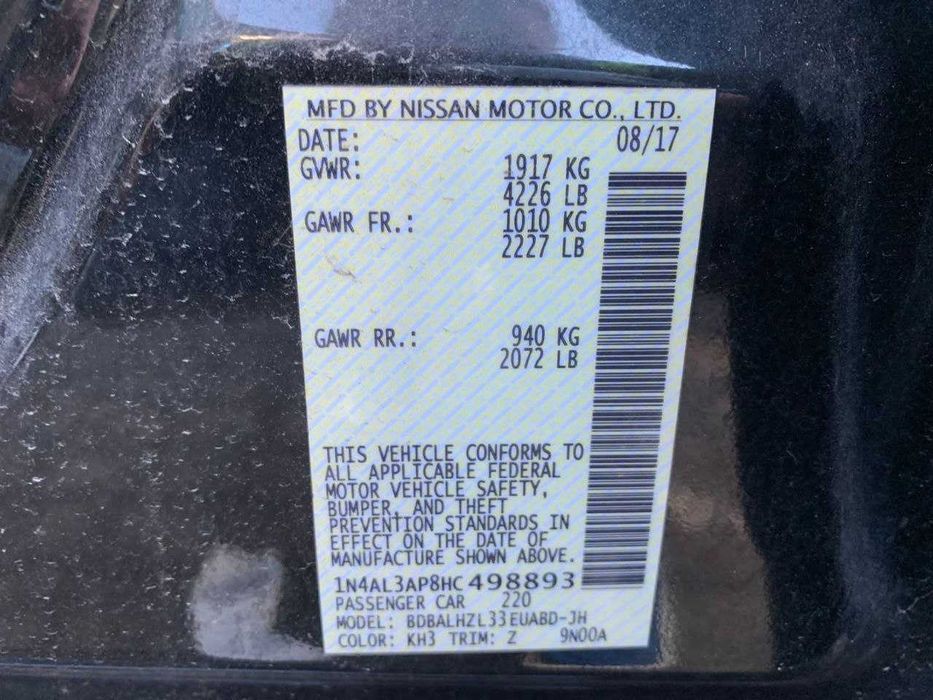 MFD BY NISSAN MOTOR CO., LTD.
DATE: 08/17
GVWR: 1917 KG
4226 LB
GAWR FR.: 1010 KG
2227 LB
GAWR RR.: 940 KG
2072 LB
THIS VEHICLE CONFORMS TO
ALL APPLICABLE FEDERAL
MOTOR VEHICLE SAFETY,
BUMPER, AND THEFT
PREVENTION STANDARDS IN
EFFECT ON THE DATE OF
MANUFACTURE SHOWN ABOVE.
1N4AL3AP8HC498893
PASSENGER CAR 220
MODEL: BDBALHZL33EUABD-JH
COLOR: KH3 TRIM: Z 9N00A